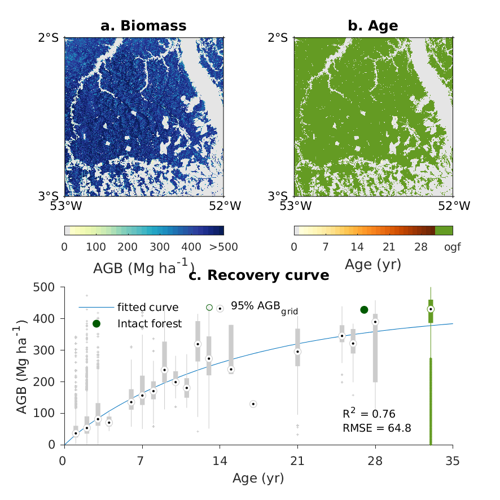 a. Biomass
b. Age
2°S
2°S
3°S
3°S
53°W
52°W
53°W
52°W
0 100 200 300 400 >500
0 7 14 21 28 ogf
AGB (Mg ha-1)
Age (yr)
c. Recovery curve
500
400
300
200
100
0
AGB (Mg ha-1)
fitted curve
Intact forest
95% AGBgrid
R2 = 0.76
RMSE = 64.8
0 7 14 21 28 35
Age (yr)